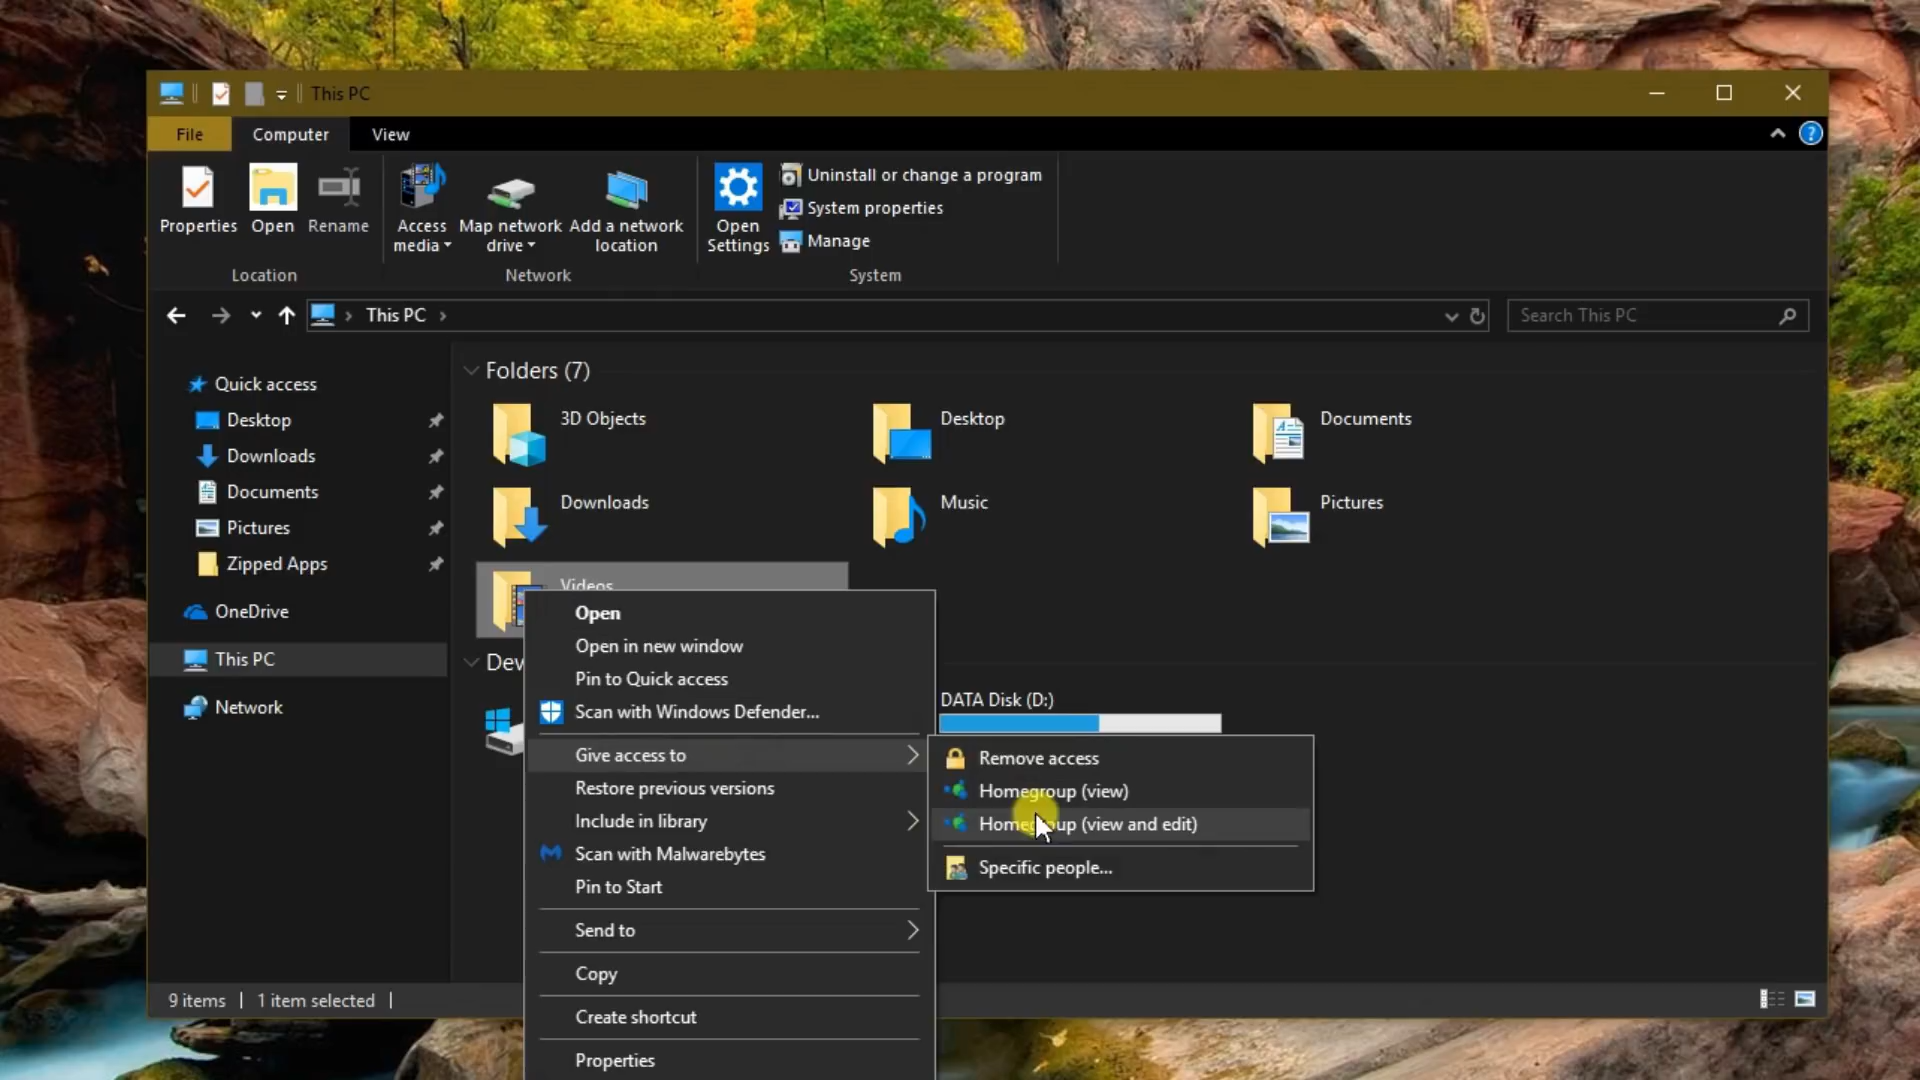 This PC
File
Computer
View
Properties
Open
Rename
Access media
Map network drive
Add a network location
Open Settings
Uninstall or change a program
System properties
Manage
Location
Network
System
This PC
Search This PC
Quick access
Desktop
Downloads
Documents
Pictures
Zipped Apps
OneDrive
This PC
Network
Folders (7)
3D Objects
Desktop
Documents
Downloads
Music
Pictures
Videos
Dev
DATA Disk (D:)
Open
Open in new window
Pin to Quick access
Scan with Windows Defender...
Give access to
Restore previous versions
Include in library
Scan with Malwarebytes
Pin to Start
Send to
Copy
Create shortcut
Properties
Remove access
Homegroup (view)
Homegroup (view and edit)
Specific people...
9 items
1 item selected